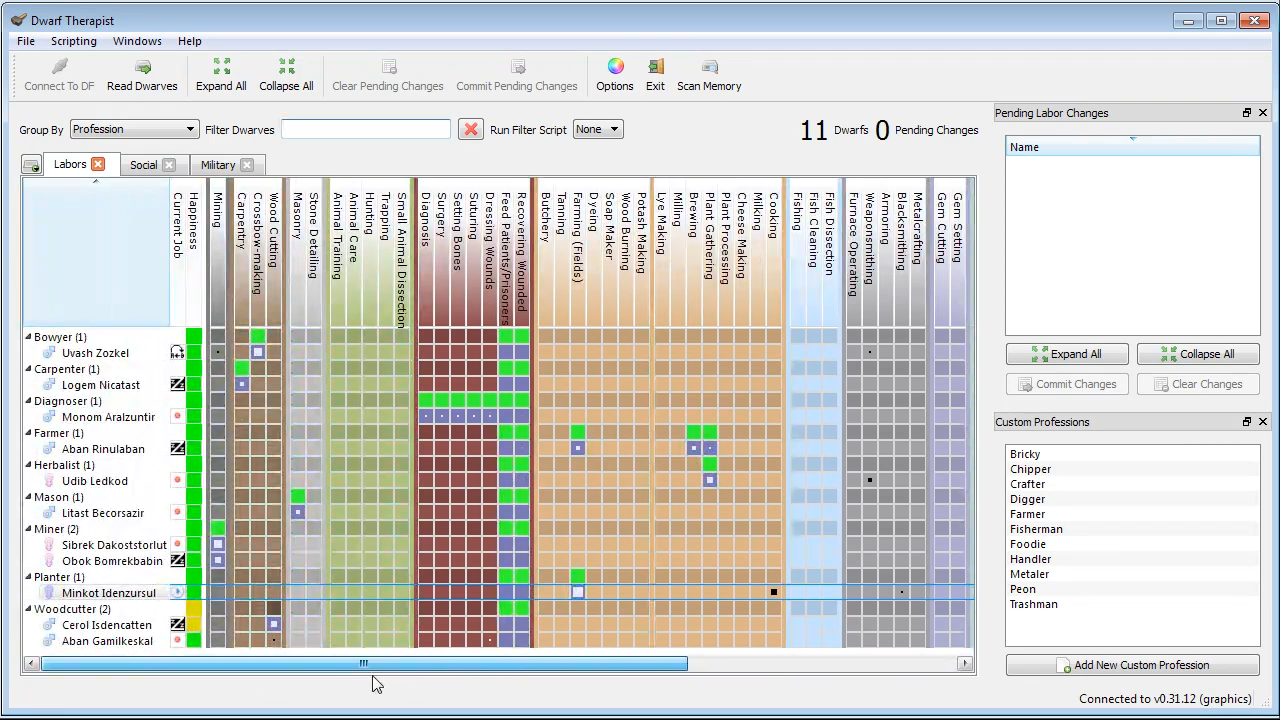 Dwarf Therapist
File Scripting Windows Help
Connect To DF Read Dwarves Expand All Collapse All Clear Pending Changes Commit Pending Changes Options Exit Scan Memory
Group By Profession Filter Dwarves Run Filter Script None 11 Dwarfs 0 Pending Changes
Labors Social Military
Current Job
Happiness
Mining
Carpentry
Crossbow-making
Wood Cutting
Masonry
Stone Detailing
Animal Training
Animal Care
Hunting
Trapping
Small Animal Dissection
Diagnosis
Surgery
Setting Bones
Suturing
Dressing Wounds
Feed Patients/Prisoners
Recovering Wounded
Butchery
Tanning
Farming (Fields)
Dyeing
Soap Maker
Wood Burning
Potash Making
Lye Making
Milling
Brewing
Plant Gathering
Plant Processing
Cheese Making
Milking
Cooking
Fishing
Fish Cleaning
Fish Dissection
Furnace Operating
Weaponsmithing
Armoring
Blacksmithing
Metalcrafting
Gem Cutting
Gem Setting
Bowyer (1)
Uvash Zozkel
Carpenter (1)
Logem Nicatast
Diagnoser (1)
Monom Aralzuntir
Farmer (1)
Aban Rinulaban
Herbalist (1)
Udib Ledkod
Mason (1)
Litast Becorsazir
Miner (2)
Sibrek Dakoststorlut
Obok Bomrekbabin
Planter (1)
Minkot Idenzursul
Woodcutter (2)
Cerol Isdencatten
Aban Gamilkeskal
Pending Labor Changes
Name
Expand All Collapse All
Commit Changes Clear Changes
Custom Professions
Bricky
Chipper
Crafter
Digger
Farmer
Fisherman
Foodie
Handler
Metaler
Peon
Trashman
Add New Custom Profession
Connected to v0.31.12 (graphics)